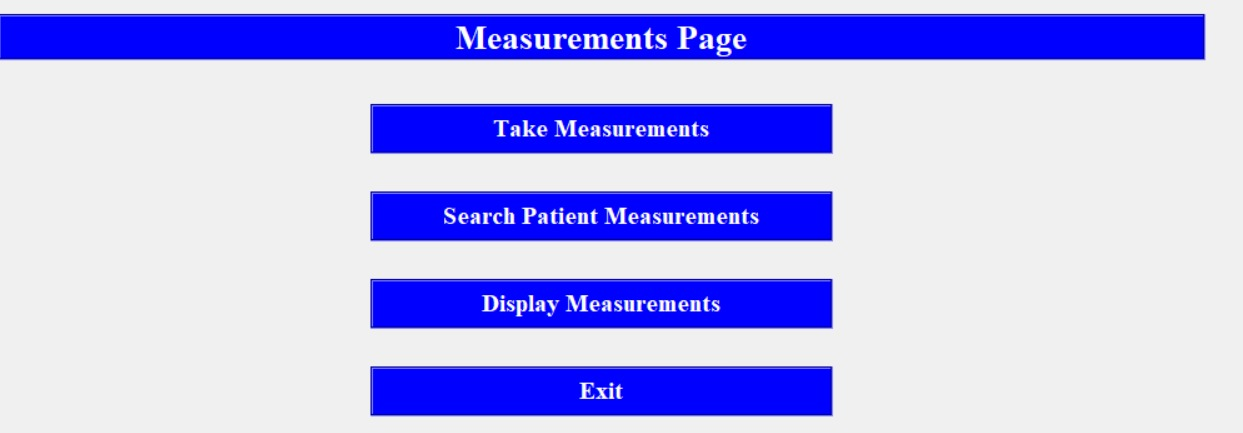 Measurements Page
Take Measurements
Search Patient Measurements
Display Measurements
Exit